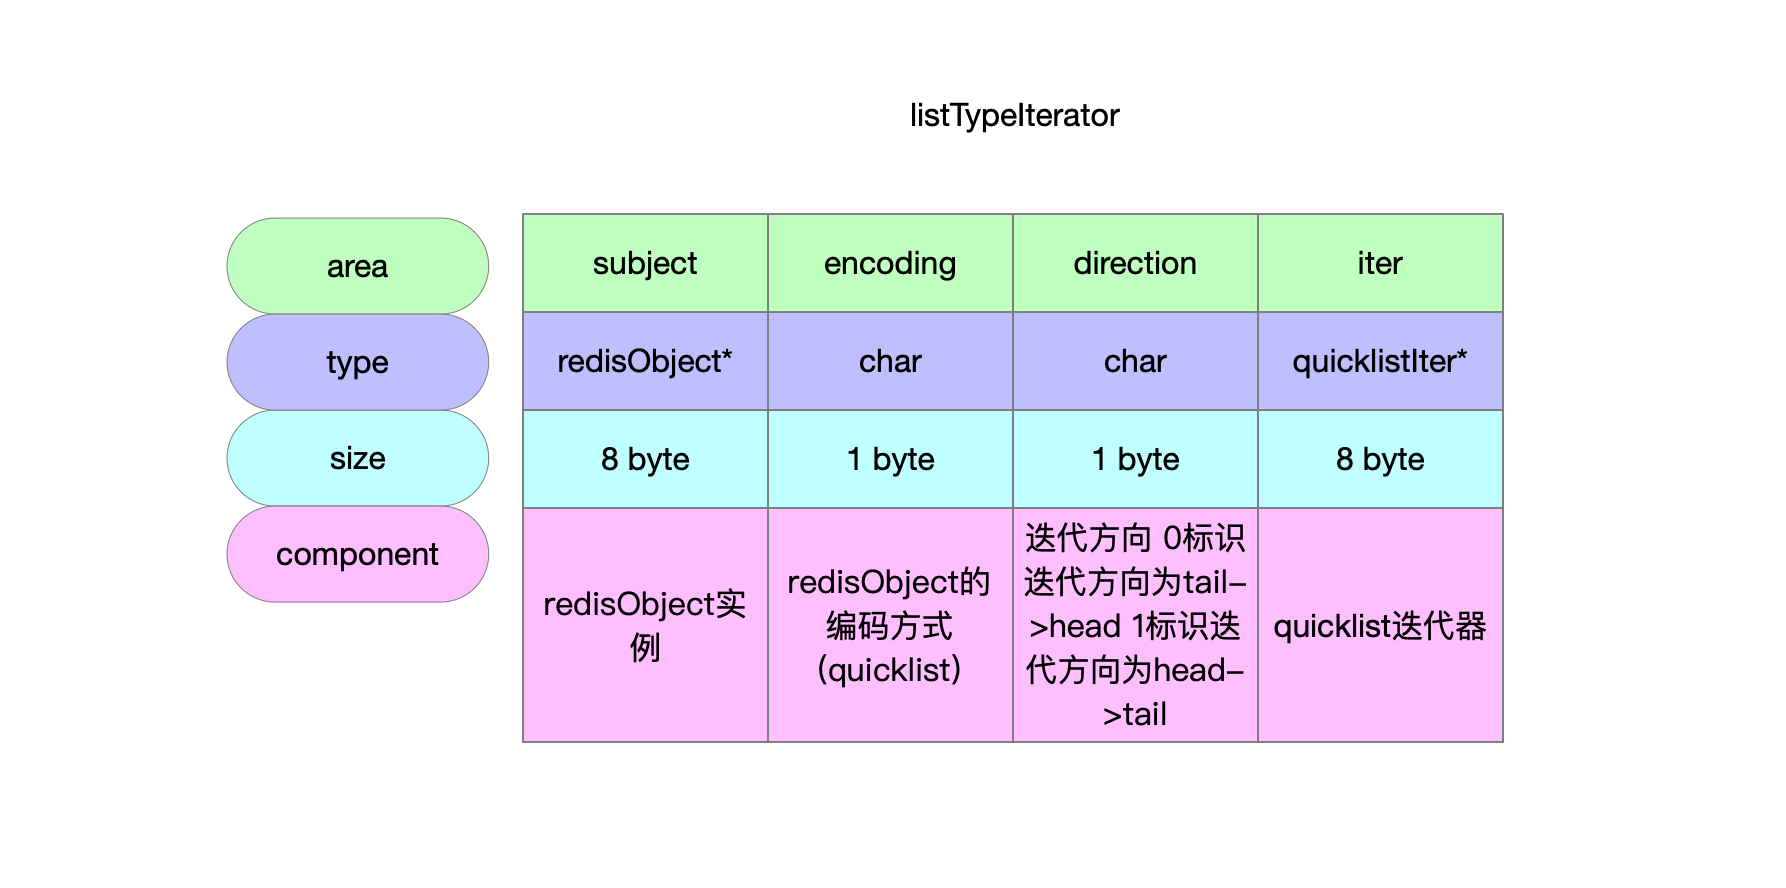 listTypeIterator
area
subject
encoding
direction
iter
type
redisObject*
char
char
quicklistIter*
size
8 byte
1 byte
1 byte
8 byte
component
redisObject实
例
redisObject的
编码方式
(quicklist)
迭代方向 0标识
迭代方向为tail-
>head 1标识迭
代方向为head-
>tail
quicklist迭代器